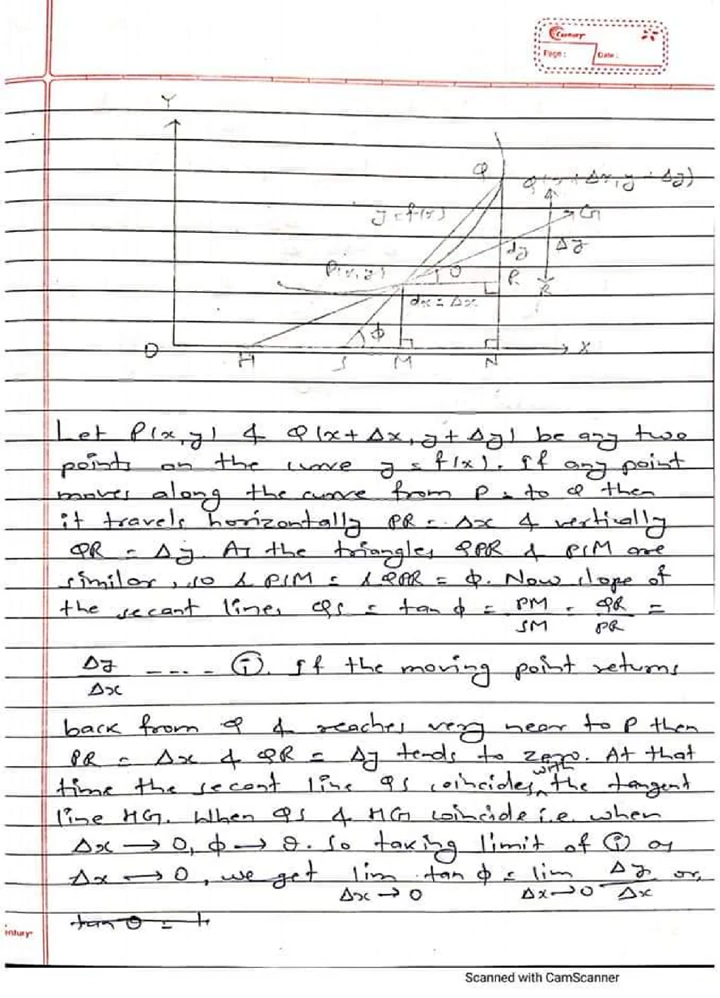 Century
Page:
Date:
Y
Q
Q(x+Δx, y+Δy)
y=f(x)
G
dy
Δy
P(x,y)
θ
R
R
dx = Δx
φ
O
H
S
M
N
X
Let P(x,y) & Q(x+Δx, y+Δy) be any two
points on the curve y = f(x). If any point
moves along the curve from P to Q then
it travels horizontally PR = Δx & vertically
QR = Δy. As the triangles QPR & PSM are
similar, so ∠PSM = ∠QPR = φ. Now slope of
the secant lines QS = tan φ = PM/SM = QR/PR =
Δy/Δx ---- (i). If the moving point returns
back from Q & reaches very near to P then
PR = Δx & QR = Δy tends to zero. At that
time the secant line QS coincides with the tangent
line HG. When QS & HG coincide i.e. when
Δx → 0, φ → θ. So taking limit of (i) as
Δx → 0, we get lim Δx→0 tan φ = lim Δx→0 Δy/Δx or,
tan θ =
intury
Scanned with CamScanner